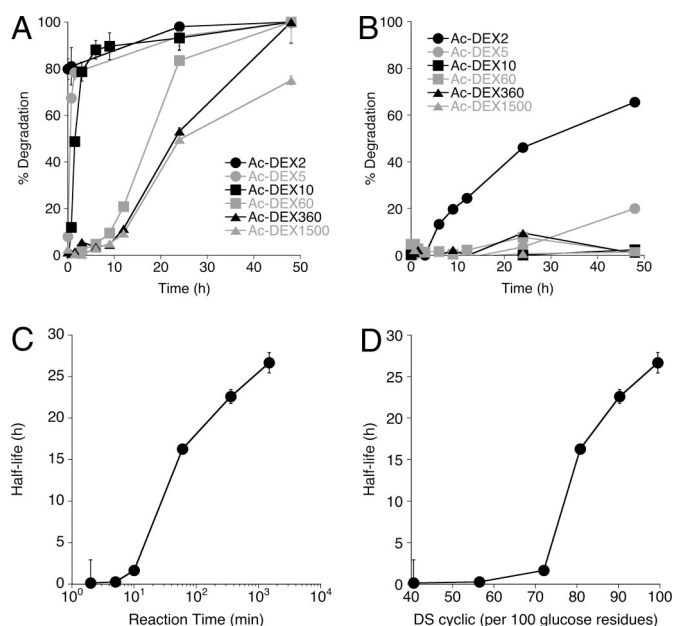 A
% Degradation
100
80
60
40
20
0
0
10
20
30
40
50
Time (h)
Ac-DEX2
Ac-DEX5
Ac-DEX10
Ac-DEX60
Ac-DEX360
Ac-DEX1500
B
% Degradation
100
80
60
40
20
0
0
10
20
30
40
50
Time (h)
Ac-DEX2
Ac-DEX5
Ac-DEX10
Ac-DEX60
Ac-DEX360
Ac-DEX1500
C
Half-life (h)
30
25
20
15
10
5
0
10⁰
10¹
10²
10³
10⁴
Reaction Time (min)
D
Half-life (h)
30
25
20
15
10
5
0
40
50
60
70
80
90
100
DS cyclic (per 100 glucose residues)